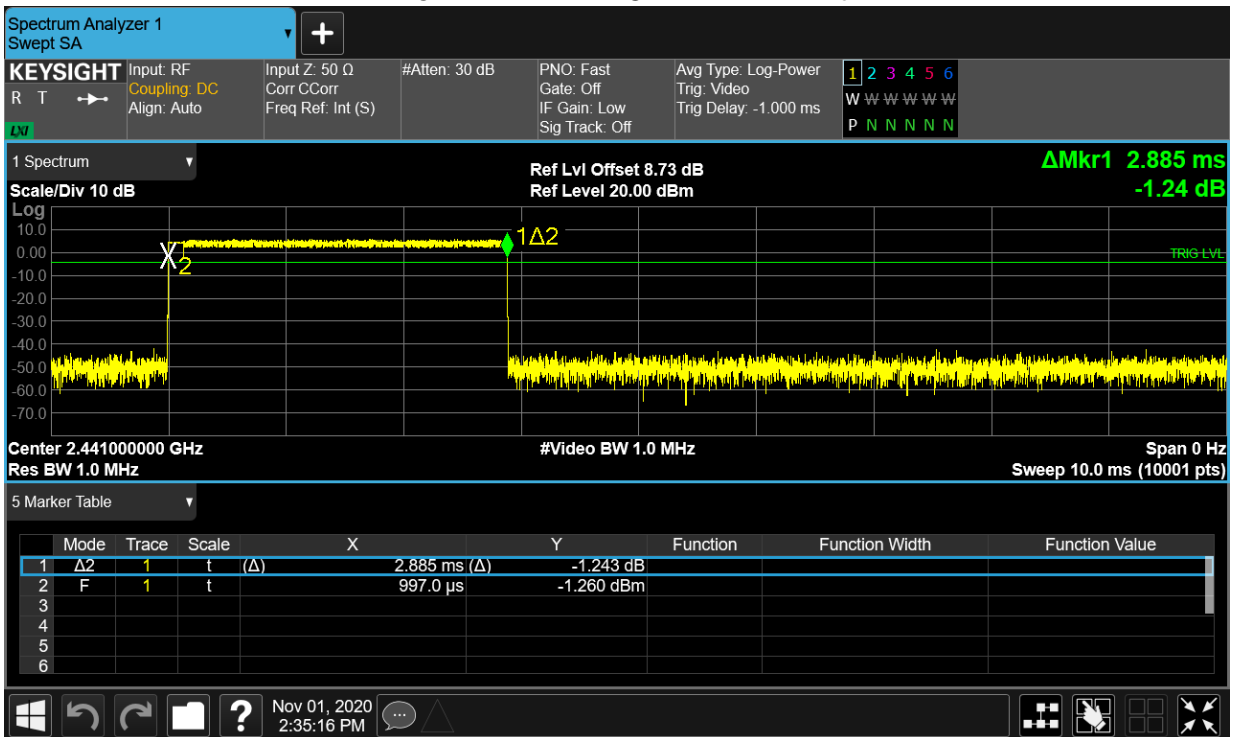 Spectrum Analyzer 1
Swept SA
KEYSIGHT
R T
LXI
Input: RF
Coupling: DC
Align: Auto
Input Z: 50 Ω
Corr CCorr
Freq Ref: Int (S)
#Atten: 30 dB
PNO: Fast
Gate: Off
IF Gain: Low
Sig Track: Off
Avg Type: Log-Power
Trig: Video
Trig Delay: -1.000 ms
1 2 3 4 5 6
W W W W W W
P N N N N N
1 Spectrum
Scale/Div 10 dB
Ref Lvl Offset 8.73 dB
Ref Level 20.00 dBm
ΔMkr1 2.885 ms
-1.24 dB
Log
10.0
0.00
-10.0
-20.0
-30.0
-40.0
-50.0
-60.0
-70.0
X
2
1Δ2
TRIG LVL
Center 2.441000000 GHz
Res BW 1.0 MHz
#Video BW 1.0 MHz
Span 0 Hz
Sweep 10.0 ms (10001 pts)
5 Marker Table
Mode Trace Scale X Y Function Function Width Function Value
1 Δ2 1 t (Δ) 2.885 ms (Δ) -1.243 dB
2 F 1 t 997.0 µs -1.260 dBm
3
4
5
6
?
Nov 01, 2020
2:35:16 PM